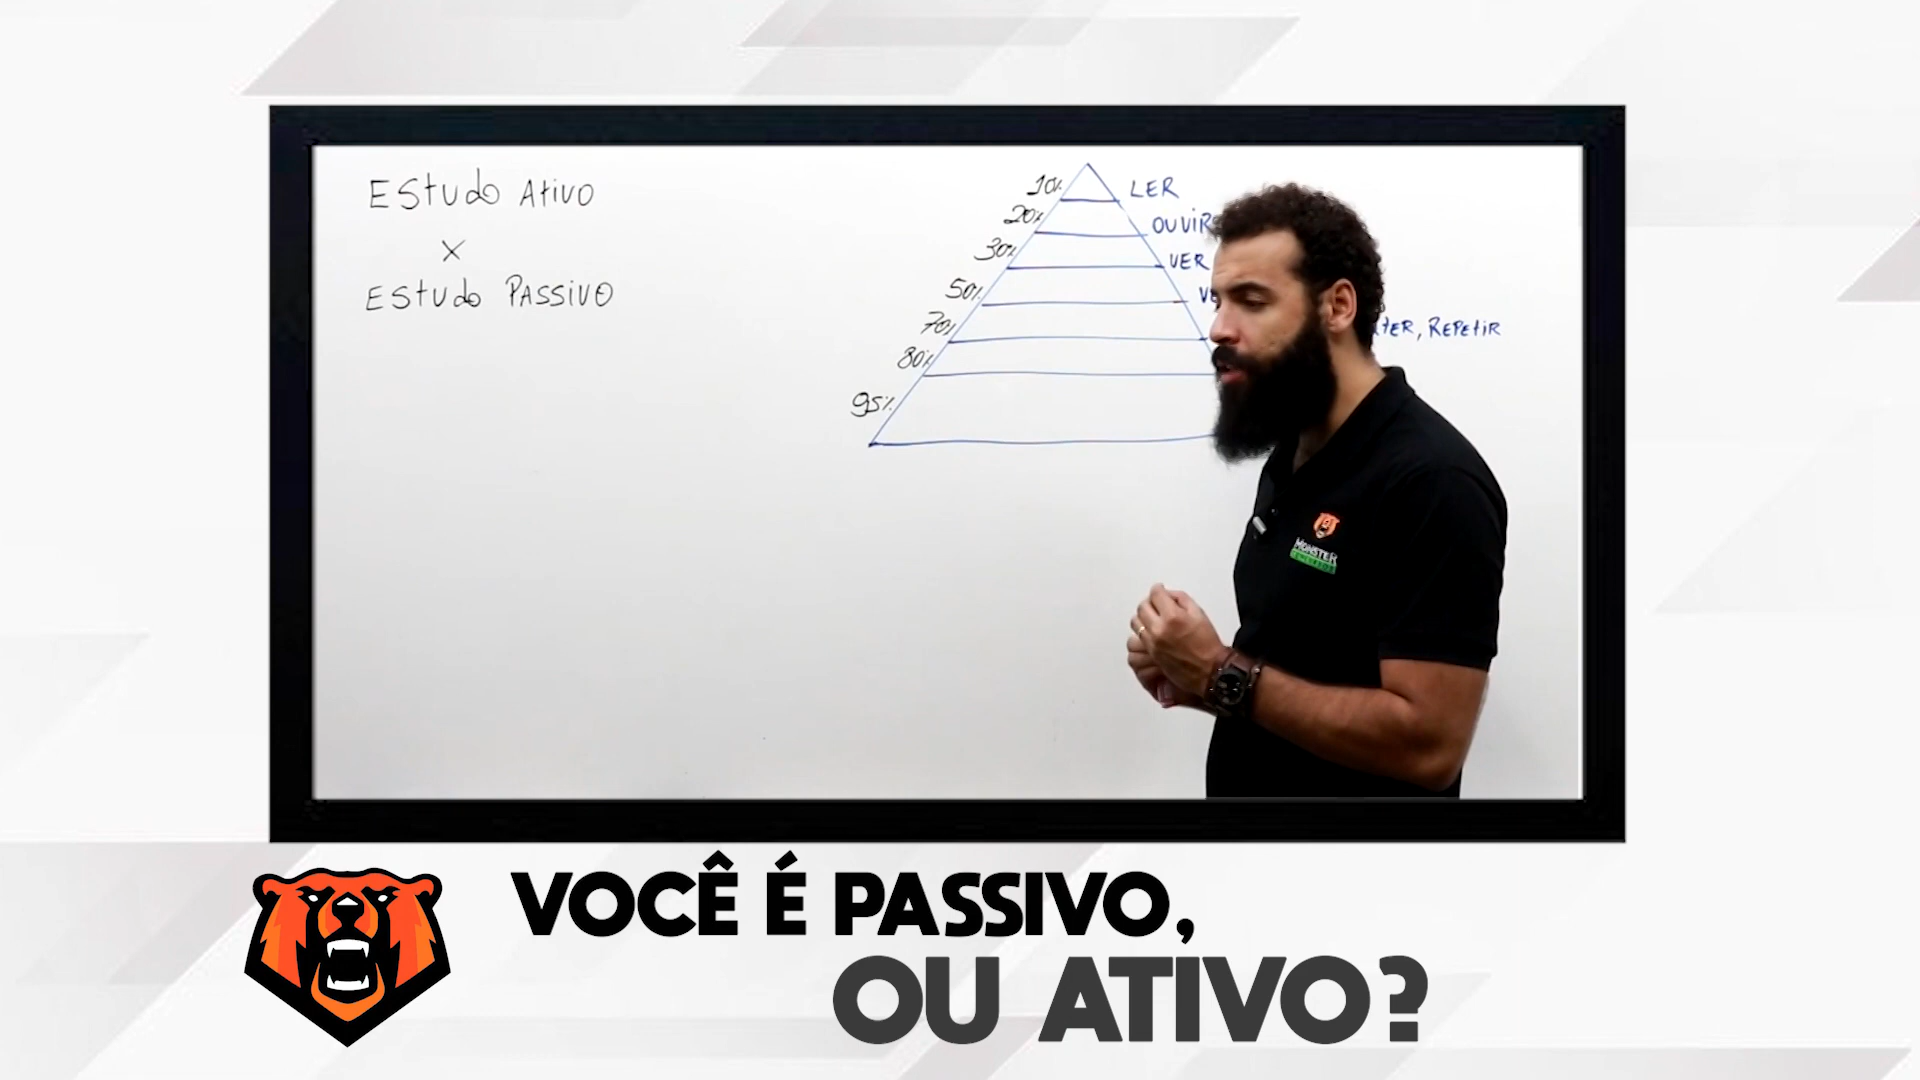 Estudo Ativo
X
Estudo Passivo
10% LER
20% OUVIR
30% VER
50%
70% REPETIR
80%
95%
MONSTER
VOCÊ É PASSIVO,
OU ATIVO?